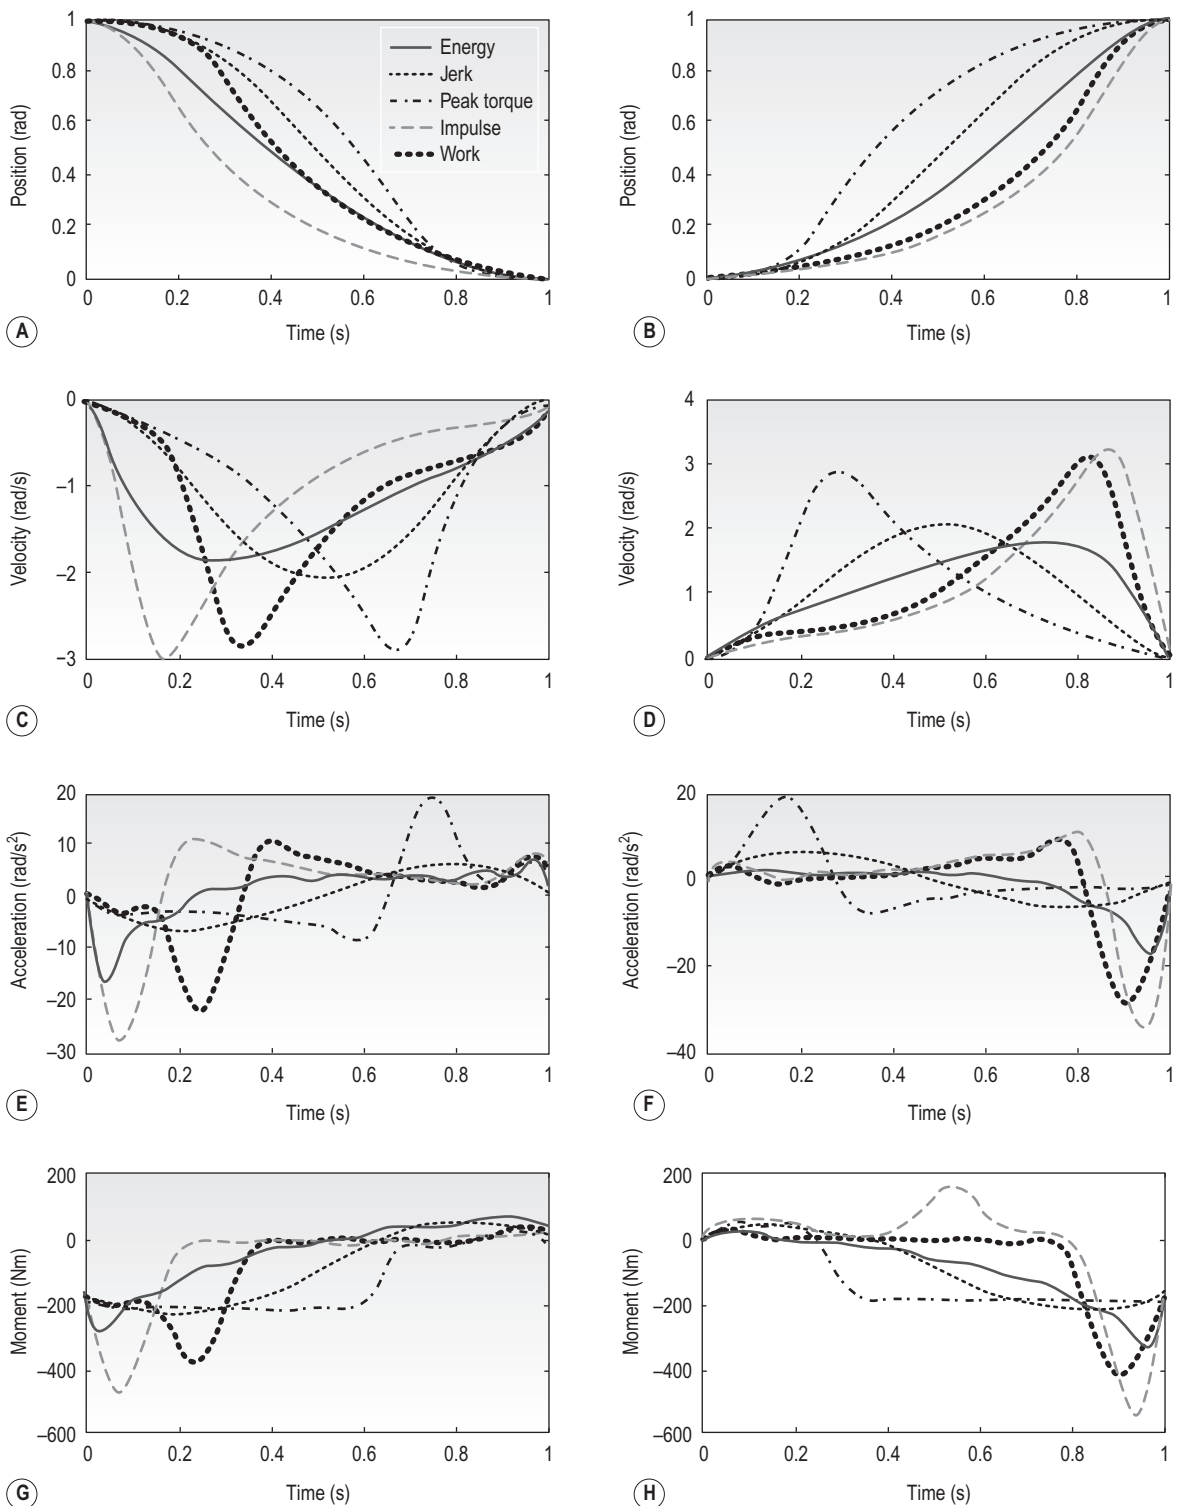 1
0.8
0.6
0.4
0.2
0
Position (rad)
0 0.2 0.4 0.6 0.8 1
Time (s)
A
Energy
Jerk
Peak torque
Impulse
Work
1
0.8
0.6
0.4
0.2
0
Position (rad)
0 0.2 0.4 0.6 0.8 1
Time (s)
B
0
–1
–2
–3
Velocity (rad/s)
0 0.2 0.4 0.6 0.8 1
Time (s)
C
4
3
2
1
0
Velocity (rad/s)
0 0.2 0.4 0.6 0.8 1
Time (s)
D
20
10
0
–10
–20
–30
Acceleration (rad/s²)
0 0.2 0.4 0.6 0.8 1
Time (s)
E
20
0
–20
–40
Acceleration (rad/s²)
0 0.2 0.4 0.6 0.8 1
Time (s)
F
200
0
–200
–400
–600
Moment (Nm)
0 0.2 0.4 0.6 0.8 1
Time (s)
G
200
0
–200
–400
–600
Moment (Nm)
0 0.2 0.4 0.6 0.8 1
Time (s)
H